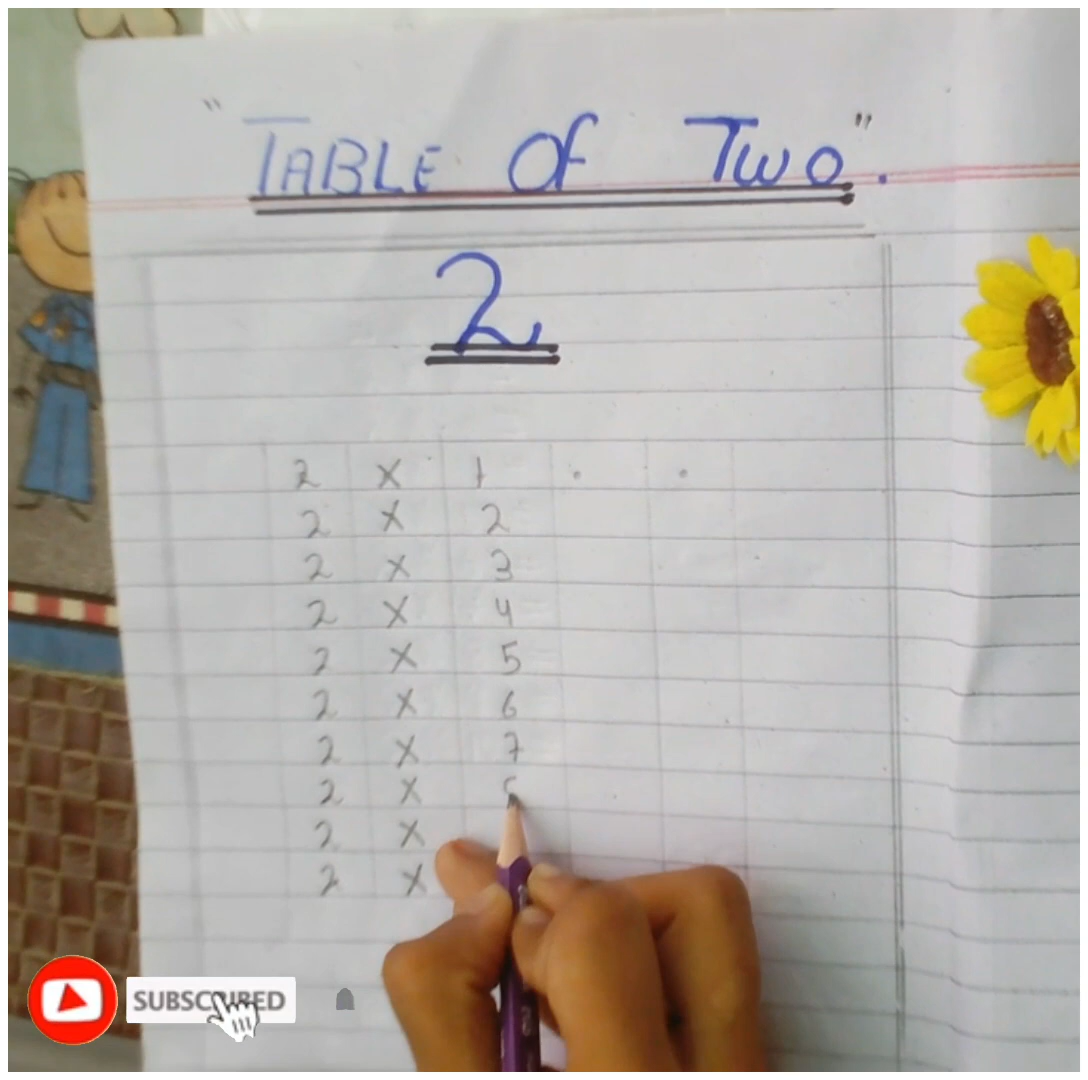 "TABLE Of Two".
2
2 × 1 · ·
2 × 2
2 × 3
2 × 4
2 × 5
2 × 6
2 × 7
2 ×
2 ×
2 ×
SUBSCRIBED